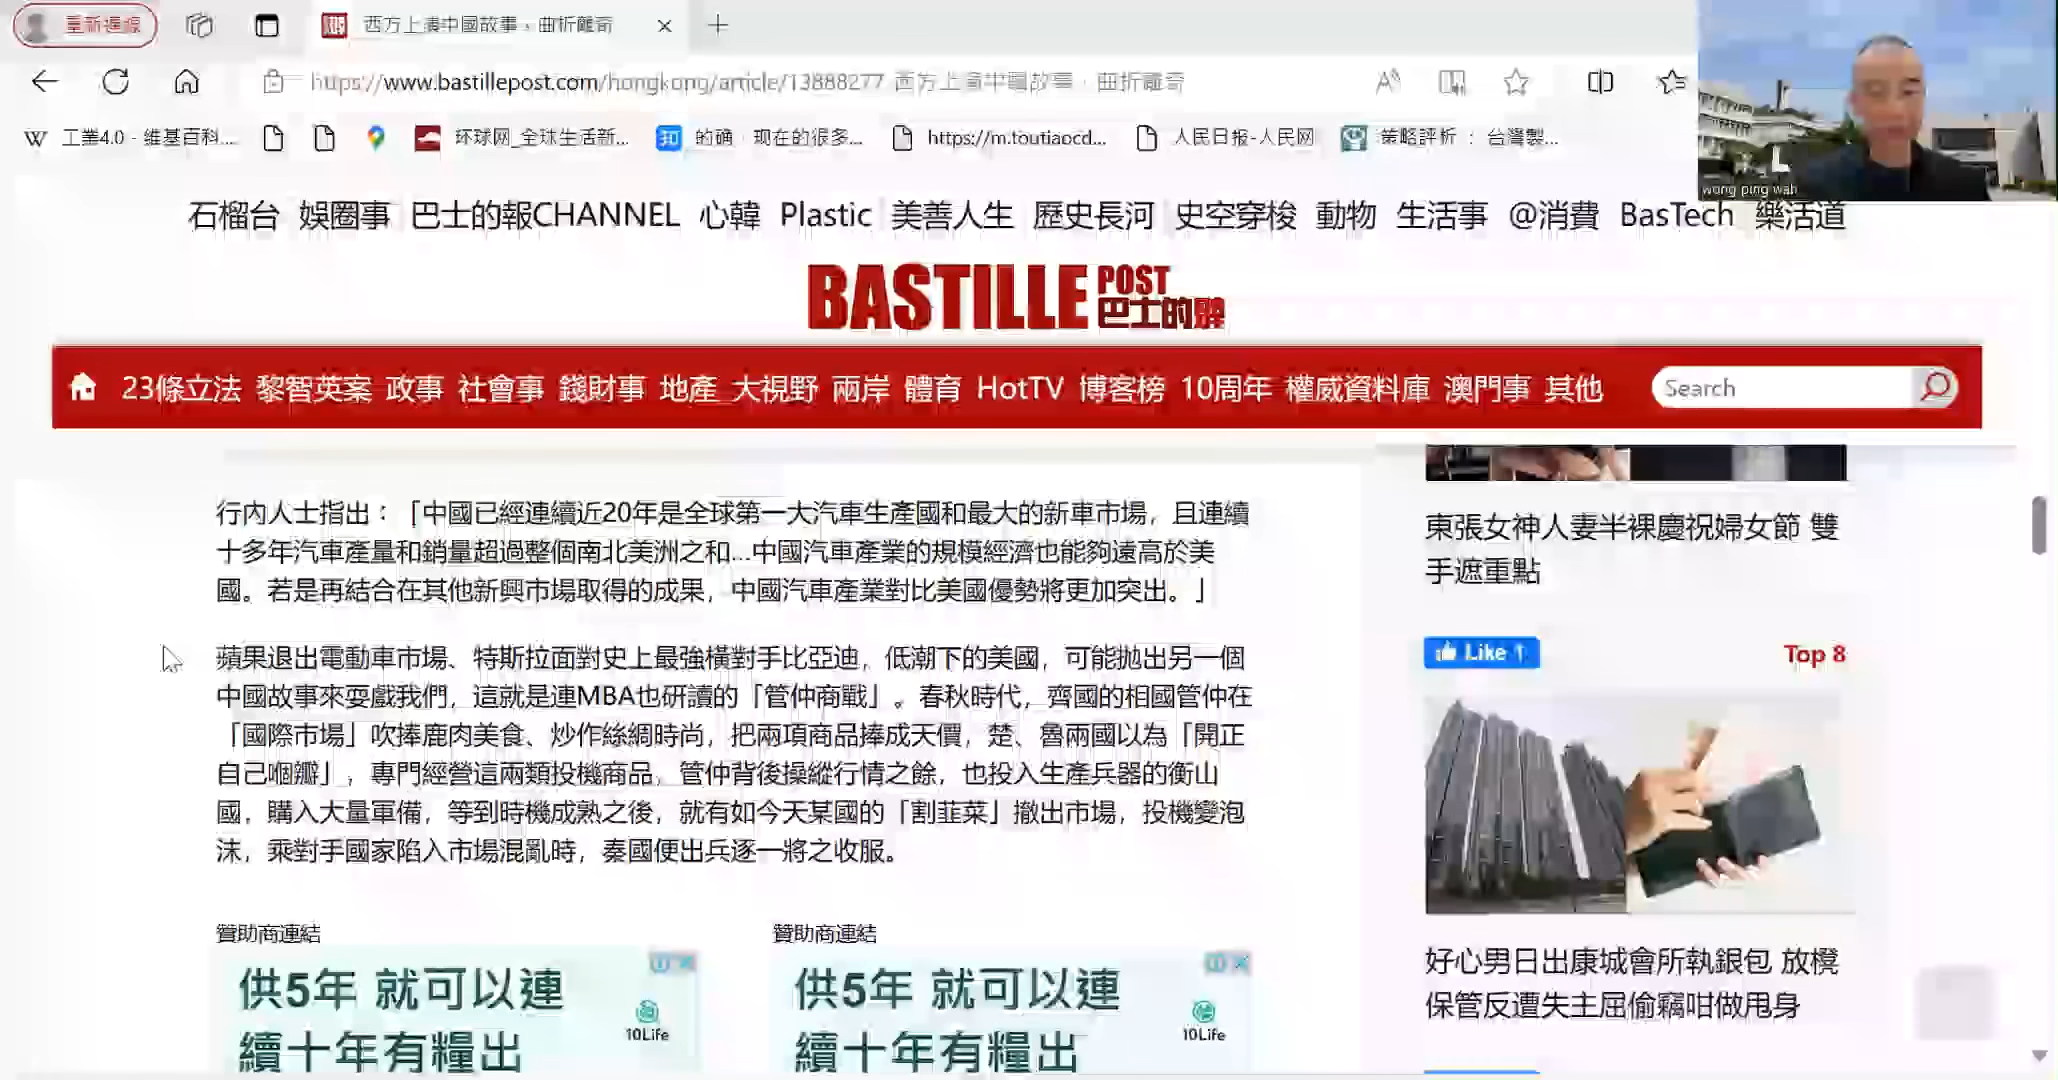 重新連線
西方上演中國故事，曲折離奇
https://www.bastillepost.com/hongkong/article/13888277-西方上演中國故事，曲折離奇
工業4.0 - 維基百科,...
环球网_全球生活新...
知
的确，现在的很多...
https://m.toutiaocd...
人民日报-人民网
策略評析 ： 台灣製...
wong ping wah
石榴台 娛圈事 巴士的報CHANNEL 心韓 Plastic 美善人生 歷史長河 史空穿梭 動物 生活事 @消費 BasTech 樂活道
BASTILLE POST 巴士的報
23條立法 黎智英案 政事 社會事 錢財事 地產 大視野 兩岸 體育 HotTV 博客榜 10周年 權威資料庫 澳門事 其他
Search
行內人士指出：「中國已經連續近20年是全球第一大汽車生產國和最大的新車市場，且連續
十多年汽車產量和銷量超過整個南北美洲之和...中國汽車產業的規模經濟也能夠遠高於美
國。若是再結合在其他新興市場取得的成果，中國汽車產業對比美國優勢將更加突出。」
蘋果退出電動車市場、特斯拉面對史上最強橫對手比亞迪，低潮下的美國，可能拋出另一個
中國故事來耍戲我們，這就是連MBA也研讀的「管仲商戰」。春秋時代，齊國的相國管仲在
「國際市場」吹捧鹿肉美食、炒作絲綢時尚，把兩項商品捧成天價，楚、魯兩國以為「開正
自己嗰瓣」，專門經營這兩類投機商品，管仲背後操縱行情之餘，也投入生產兵器的衡山
國，購入大量軍備，等到時機成熟之後，就有如今天某國的「割韮菜」撤出市場，投機變泡
沫，乘對手國家陷入市場混亂時，秦國便出兵逐一將之收服。
贊助商連結
供5年 就可以連
續十年有糧出
10Life
贊助商連結
供5年 就可以連
續十年有糧出
10Life
東張女神人妻半裸慶祝婦女節 雙
手遮重點
Like 1
Top 8
好心男日出康城會所執銀包 放櫈
保管反遭失主屈偷竊咁做甩身